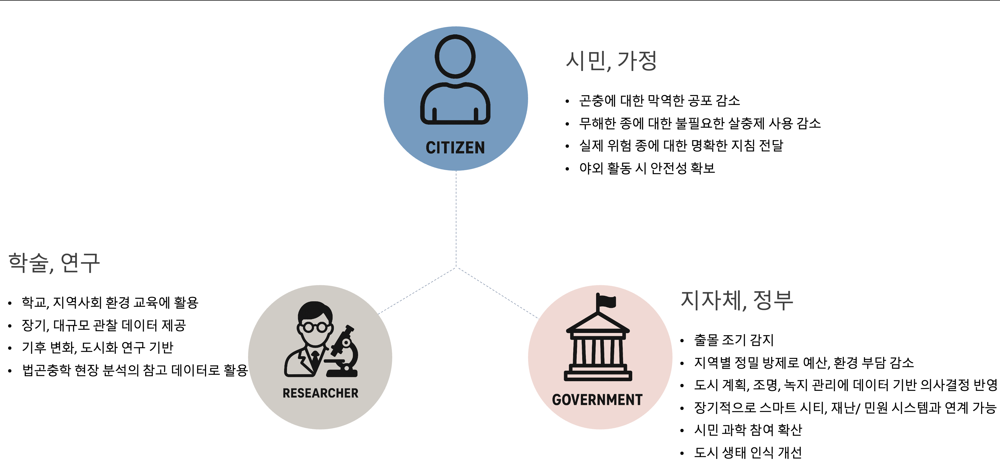 CITIZEN
시민, 가정
• 곤충에 대한 막역한 공포 감소
• 무해한 종에 대한 불필요한 살충제 사용 감소
• 실제 위험 종에 대한 명확한 지침 전달
• 야외 활동 시 안전성 확보
학술, 연구
• 학교, 지역사회 환경 교육에 활용
• 장기, 대규모 관찰 데이터 제공
• 기후 변화, 도시화 연구 기반
• 법곤충학 현장 분석의 참고 데이터로 활용
RESEARCHER
GOVERNMENT
지자체, 정부
• 출몰 조기 감지
• 지역별 정밀 방제로 예산, 환경 부담 감소
• 도시 계획, 조명, 녹지 관리에 데이터 기반 의사결정 반영
• 장기적으로 스마트 시티, 재난/ 민원 시스템과 연계 가능
• 시민 과학 참여 확산
• 도시 생태 인식 개선